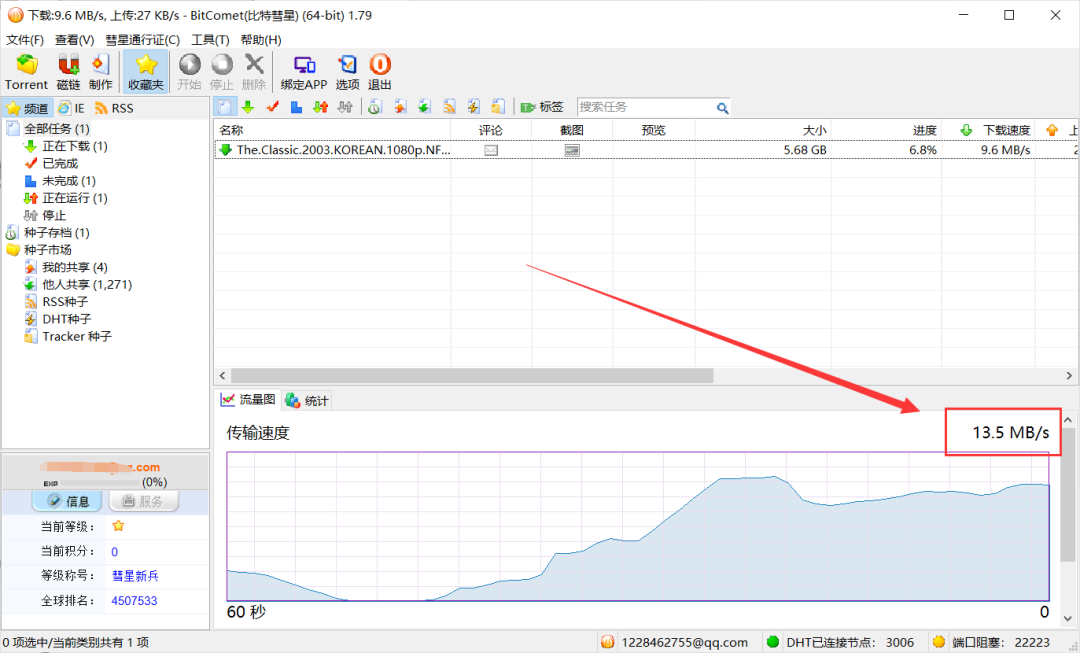 下载:9.6 MB/s, 上传:27 KB/s - BitComet(比特彗星) (64-bit) 1.79
文件(F) 查看(V) 彗星通行证(C) 工具(T) 帮助(H)
Torrent 磁链 制作 收藏夹 开始 停止 删除 绑定APP 选项 退出
频道 IE RSS
标签 搜索任务
全部任务 (1)
正在下载 (1)
已完成
未完成 (1)
正在运行 (1)
停止
种子存档 (1)
种子市场
我的共享 (4)
他人共享 (1,271)
RSS种子
DHT种子
Tracker 种子
名称 评论 截图 预览 大小 进度 下载速度 上
The.Classic.2003.KOREAN.1080p.NF... 5.68 GB 6.8% 9.6 MB/s 2
流量图 统计
传输速度 13.5 MB/s
60 秒 0
.com
EXP (0%)
信息 服务
当前等级：
当前积分： 0
等级称号： 彗星新兵
全球排名： 4507533
0 项选中/当前类别共有 1 项 1228462755@qq.com DHT已连接节点： 3006 端口阻塞： 22223